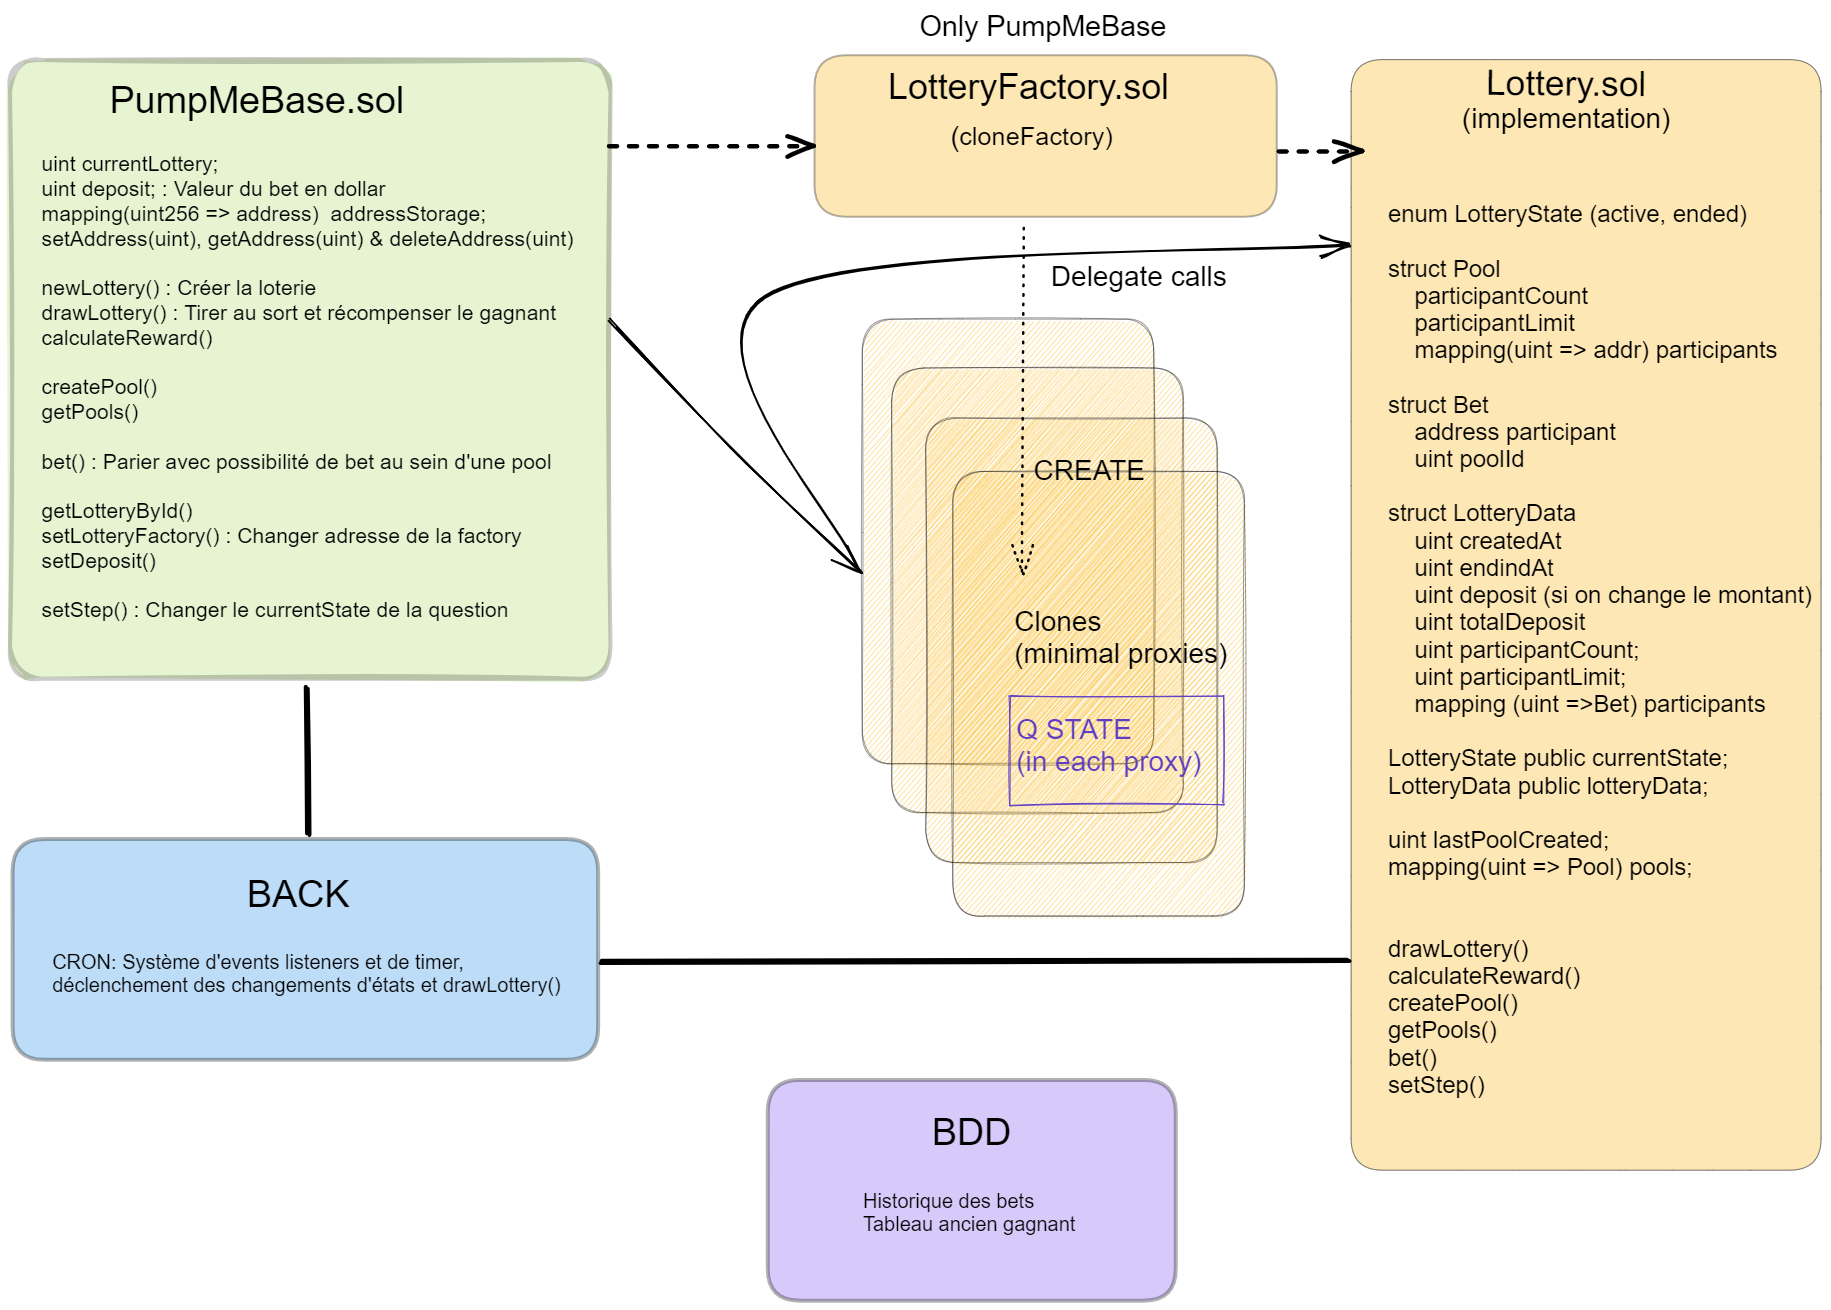 Only PumpMeBase
PumpMeBase.sol
uint currentLottery;
uint deposit; : Valeur du bet en dollar
mapping(uint256 => address)  addressStorage;
setAddress(uint), getAddress(uint) & deleteAddress(uint)
newLottery() : Créer la loterie
drawLottery() : Tirer au sort et récompenser le gagnant
calculateReward()
createPool()
getPools()
bet() : Parier avec possibilité de bet au sein d'une pool
getLotteryById()
setLotteryFactory() : Changer adresse de la factory
setDeposit()
setStep() : Changer le currentState de la question
LotteryFactory.sol
(cloneFactory)
Delegate calls
CREATE
Clones
(minimal proxies)
Q STATE
(in each proxy)
Lottery.sol
(implementation)
enum LotteryState (active, ended)
struct Pool
participantCount
participantLimit
mapping(uint => addr) participants
struct Bet
address participant
uint poolId
struct LotteryData
uint createdAt
uint endindAt
uint deposit (si on change le montant)
uint totalDeposit
uint participantCount;
uint participantLimit;
mapping (uint =>Bet) participants
LotteryState public currentState;
LotteryData public lotteryData;
uint lastPoolCreated;
mapping(uint => Pool) pools;
drawLottery()
calculateReward()
createPool()
getPools()
bet()
setStep()
BACK
CRON: Système d'events listeners et de timer,
déclenchement des changements d'états et drawLottery()
BDD
Historique des bets
Tableau ancien gagnant